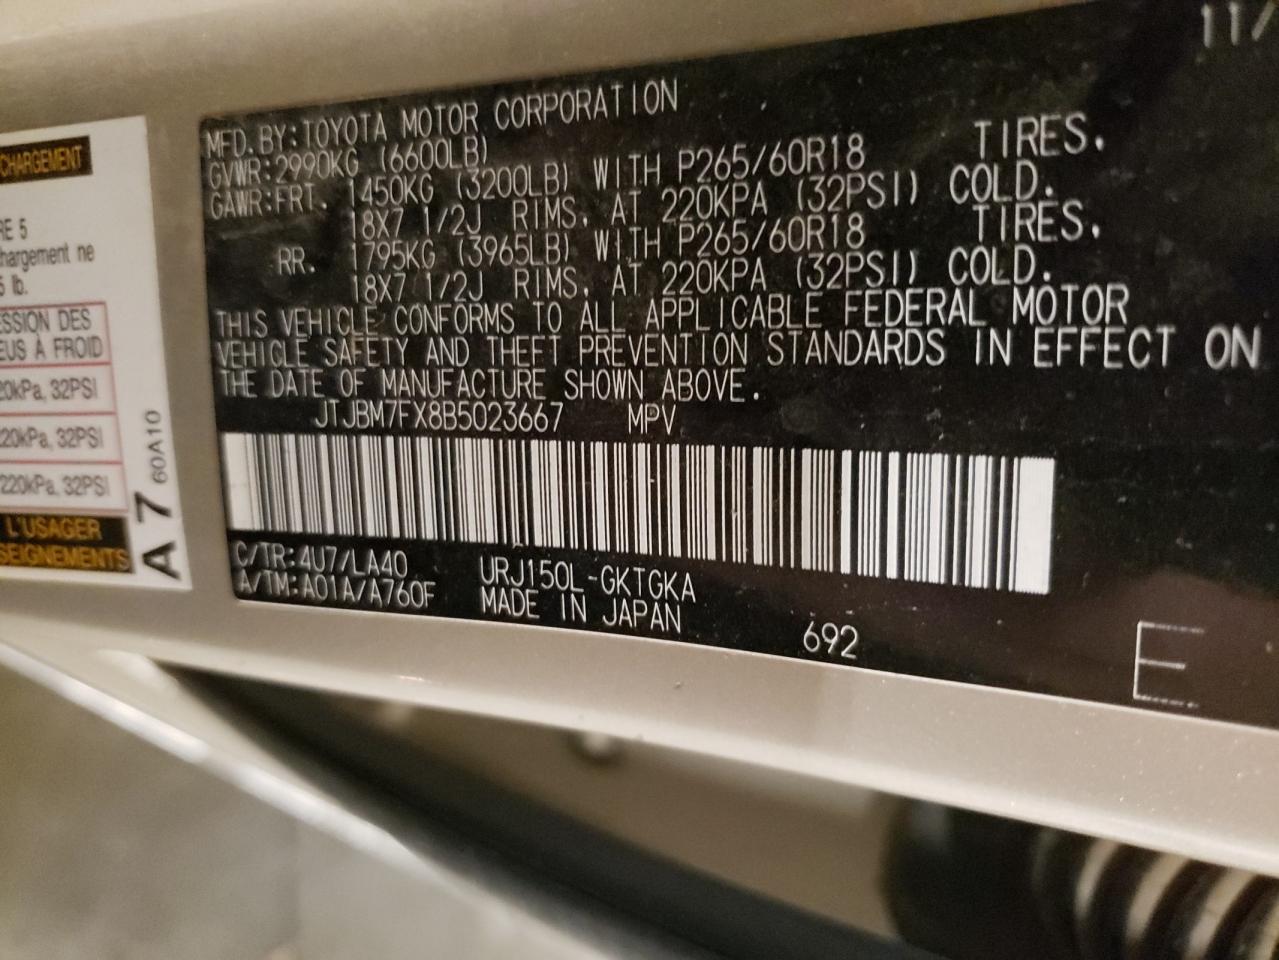 11/
MFD. BY:TOYOTA MOTOR CORPORATION
GVWR:2990KG (6600LB)
GAWR:FRT. 1450KG (3200LB) WITH P265/60R18 TIRES.
18X7 1/2J RIMS, AT 220KPA (32PSI) COLD.
RR. 1795KG (3965LB) WITH P265/60R18 TIRES.
18X7 1/2J RIMS, AT 220KPA (32PSI) COLD.
THIS VEHICLE CONFORMS TO ALL APPLICABLE FEDERAL MOTOR
VEHICLE SAFETY AND THEFT PREVENTION STANDARDS IN EFFECT ON
THE DATE OF MANUFACTURE SHOWN ABOVE.
JTJBM7FX8B5023667 MPV
C/TR:4U7/LA40 URJ150L-GKTGKA
A/TM:A01A/A760F MADE IN JAPAN
692
E
CHARGEMENT
RE 5
hargement ne
5 lb.
ESSION DES
EUS À FROID
20kPa, 32PSI
220kPa, 32PSI
220kPa, 32PSI
L'USAGER
SEIGNEMENTS
A7 60A10